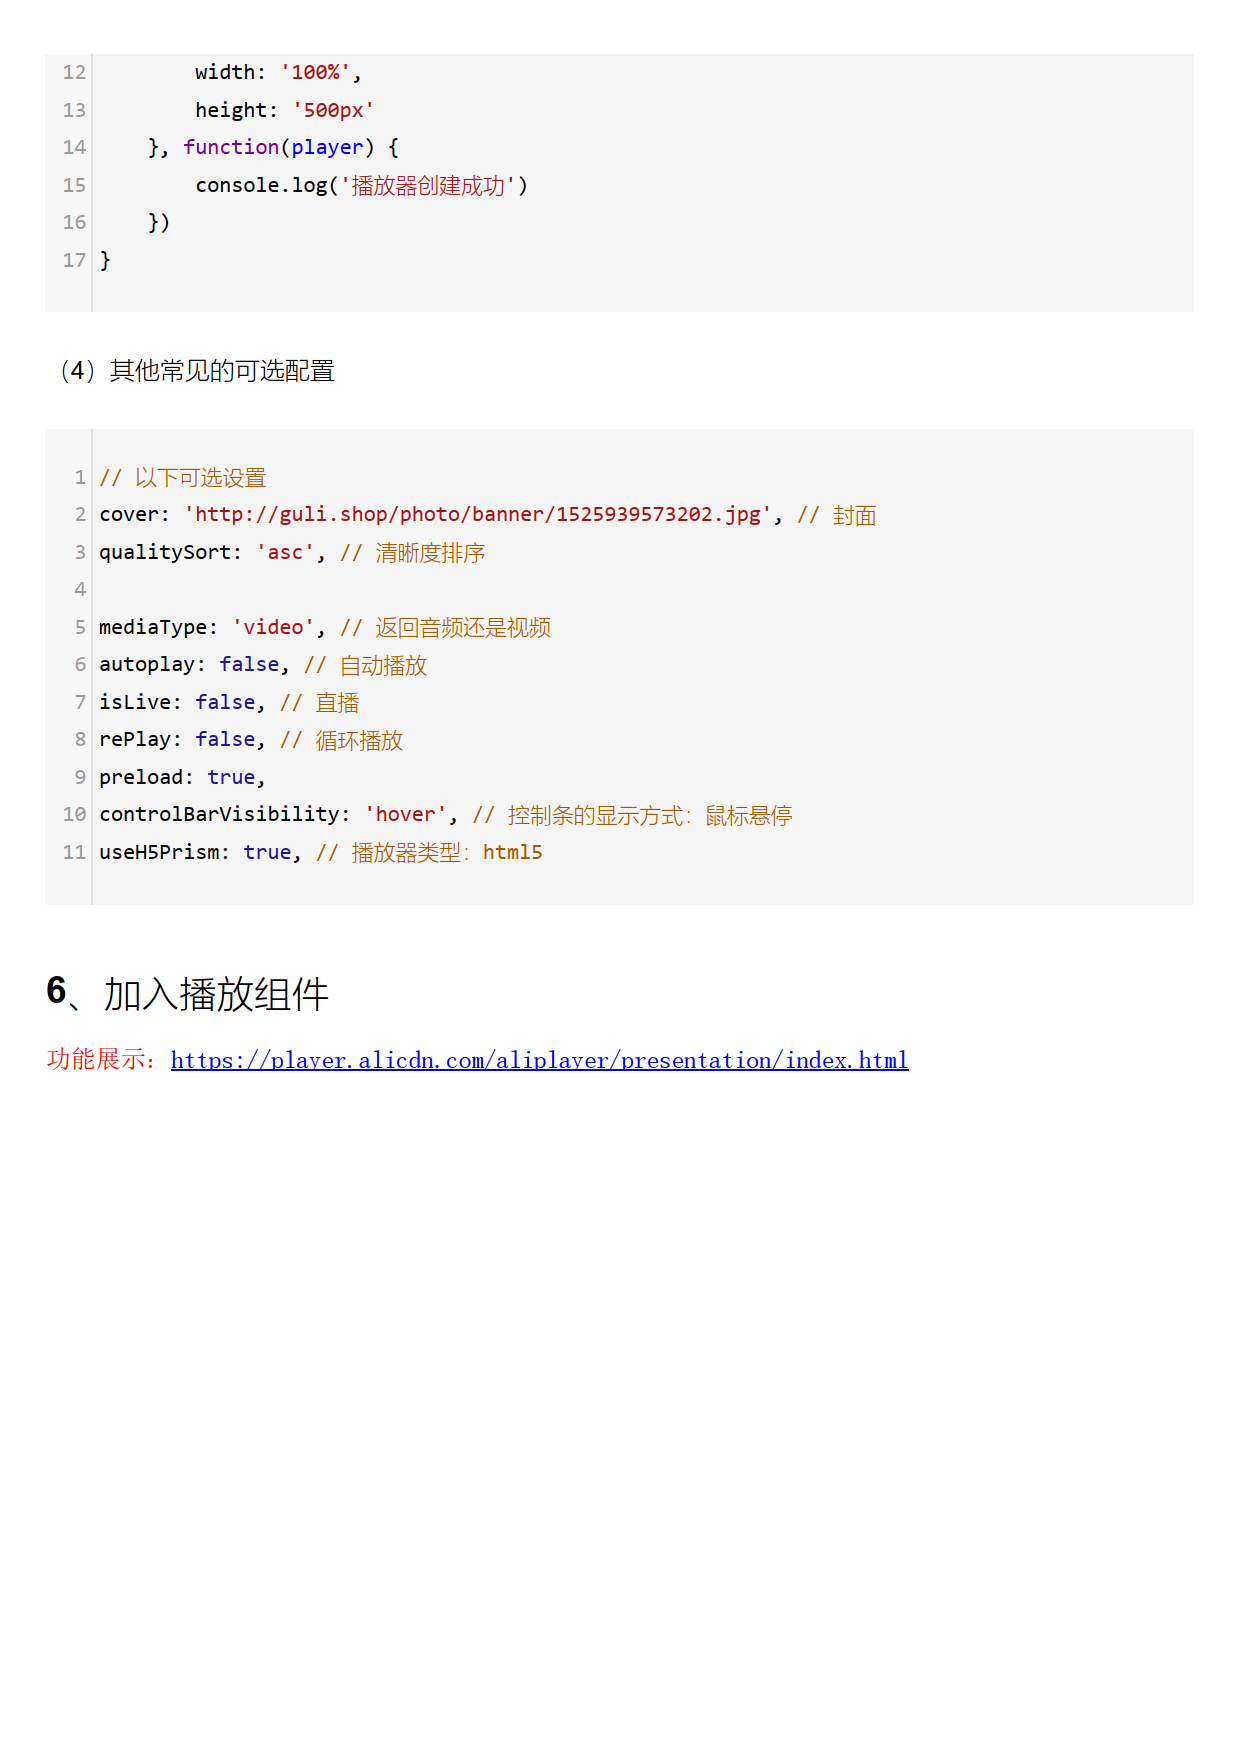 12         width: '100%',
13         height: '500px'
14     }, function(player) {
15         console.log('播放器创建成功')
16     })
17 }
（4）其他常见的可选配置
1 // 以下可选设置
2 cover: 'http://guli.shop/photo/banner/1525939573202.jpg', // 封面
3 qualitySort: 'asc', // 清晰度排序
4
5 mediaType: 'video', // 返回音频还是视频
6 autoplay: false, // 自动播放
7 isLive: false, // 直播
8 rePlay: false, // 循环播放
9 preload: true,
10 controlBarVisibility: 'hover', // 控制条的显示方式：鼠标悬停
11 useH5Prism: true, // 播放器类型：html5
6、加入播放组件
功能展示：https://player.alicdn.com/aliplayer/presentation/index.html